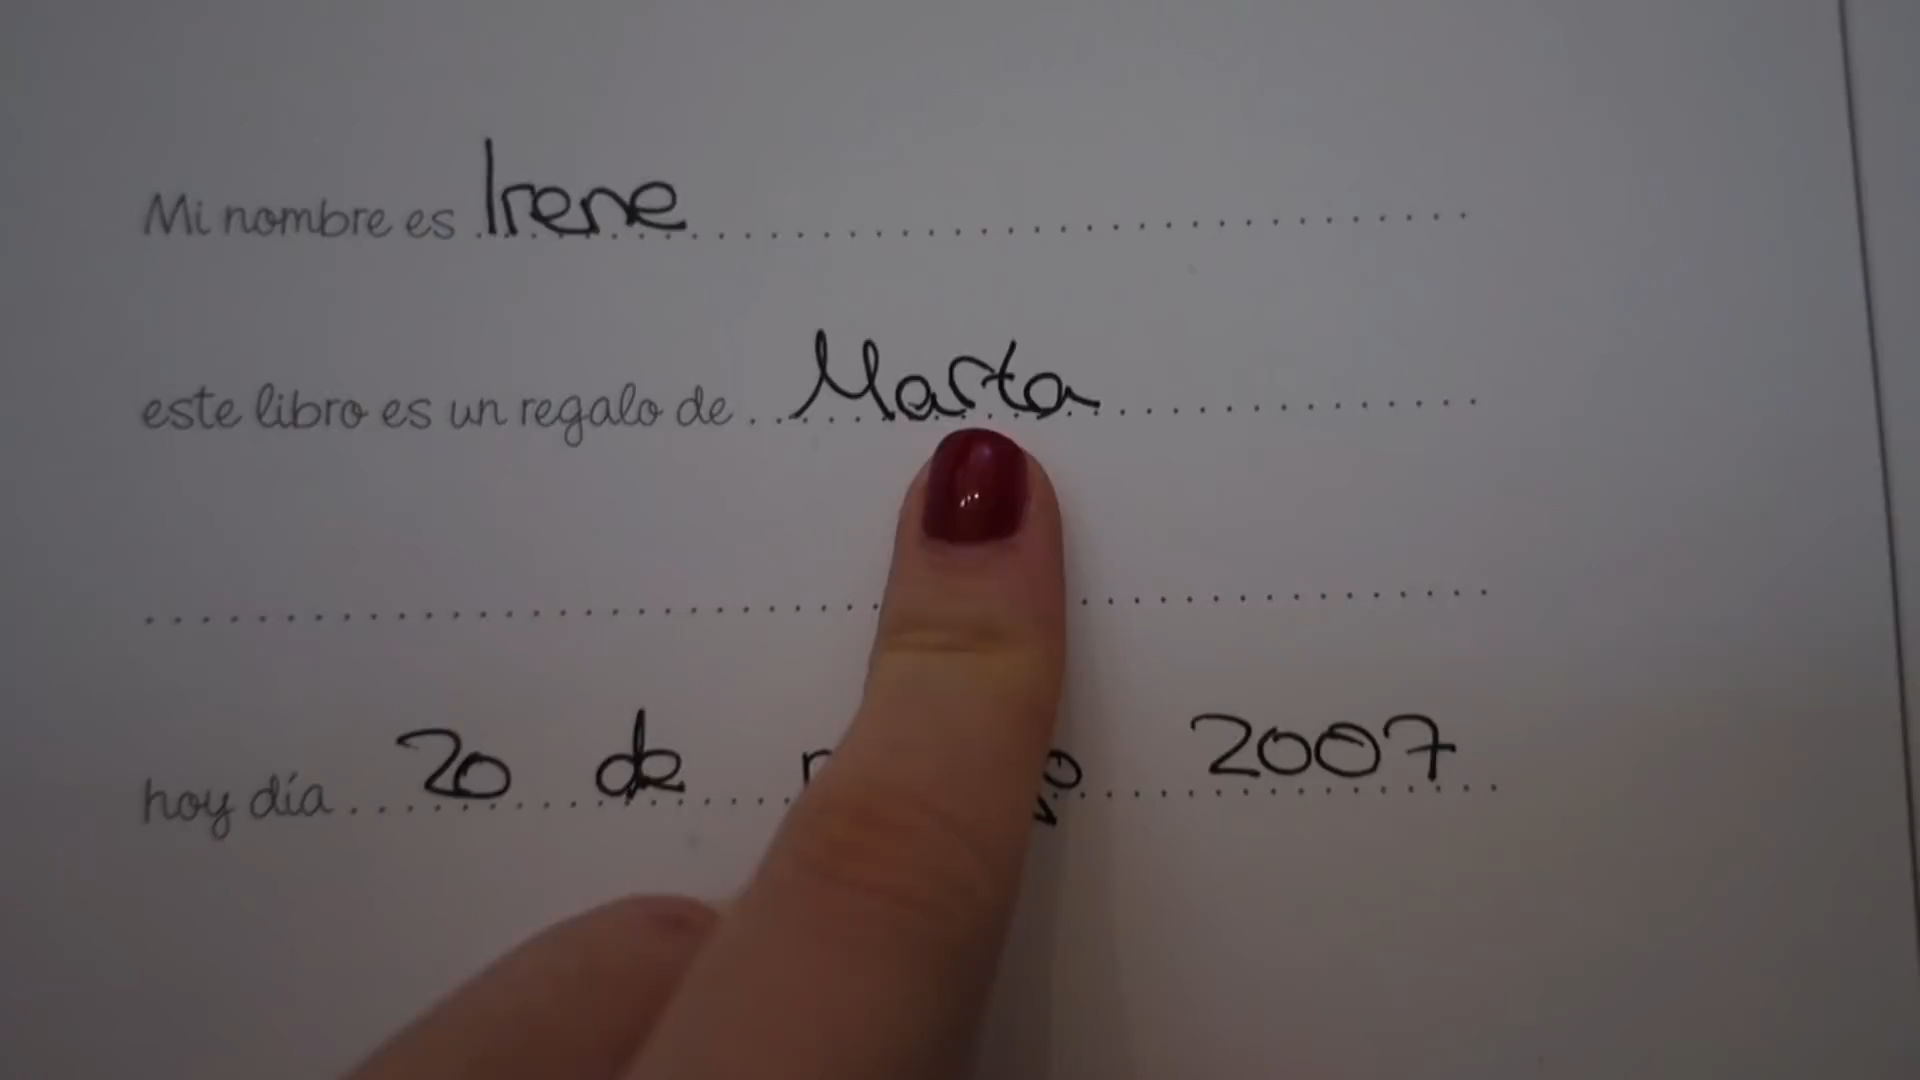 Mi nombre es Irene
este libro es un regalo de Marta
hoy día 20 de 2007